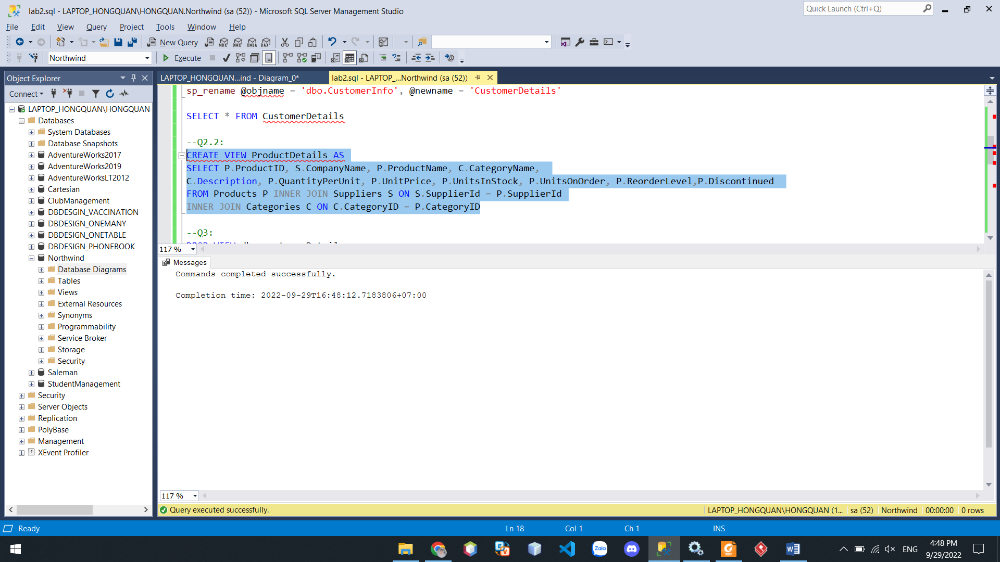 lab2.sql - LAPTOP_HONGQUAN\HONGQUAN.Northwind (sa (52)) - Microsoft SQL Server Management Studio
Quick Launch (Ctrl+Q)
File Edit View Query Project Tools Window Help
New Query MDX DMX XMLA DAX
Northwind Execute
Object Explorer
LAPTOP_HONGQUAN...ind - Diagram_0*
lab2.sql - LAPTOP_...Northwind (sa (52))
Connect
LAPTOP_HONGQUAN\HONGQUAN
Databases
System Databases
Database Snapshots
AdventureWorks2017
AdventureWorks2019
AdventureWorksLT2012
Cartesian
ClubManagement
DBDESGIN_VACCINATION
DBDESIGN_ONEMANY
DBDESIGN_ONETABLE
DBDESIGN_PHONEBOOK
Northwind
Database Diagrams
Tables
Views
External Resources
Synonyms
Programmability
Service Broker
Storage
Security
Saleman
StudentManagement
Security
Server Objects
Replication
PolyBase
Management
XEvent Profiler
sp_rename @objname = 'dbo.CustomerInfo', @newname = 'CustomerDetails'
SELECT * FROM CustomerDetails
--Q2.2:
CREATE VIEW ProductDetails AS
SELECT P.ProductID, S.CompanyName, P.ProductName, C.CategoryName,
C.Description, P.QuantityPerUnit, P.UnitPrice, P.UnitsInStock, P.UnitsOnOrder, P.ReorderLevel,P.Discontinued
FROM Products P INNER JOIN Suppliers S ON S.SupplierId = P.SupplierId
INNER JOIN Categories C ON C.CategoryID = P.CategoryID
--Q3:
117 %
Messages
Commands completed successfully.
Completion time: 2022-09-29T16:48:12.7183806+07:00
117 %
Query executed successfully.
LAPTOP_HONGQUAN\HONGQUAN (1... sa (52) Northwind 00:00:00 0 rows
Ready Ln 18 Col 1 Ch 1 INS
Zalo
PDF
ENG
4:48 PM
9/29/2022